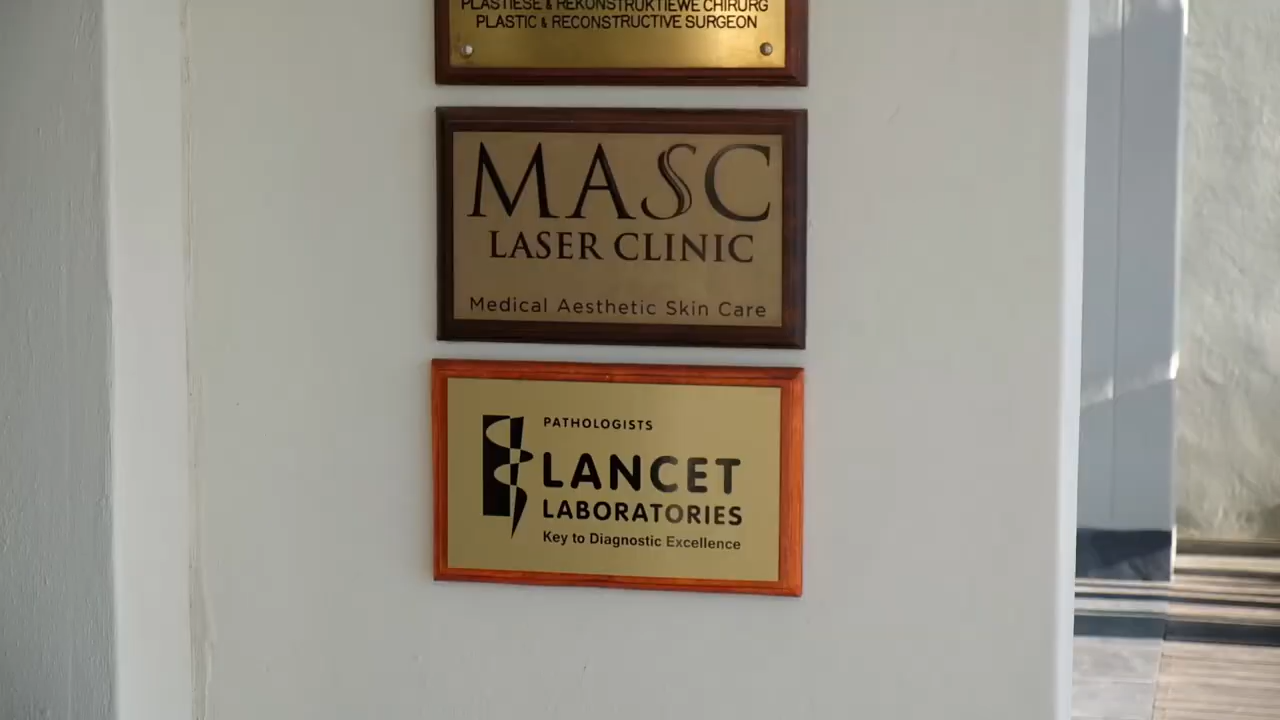 PLASTIESE & REKONSTRUKTIEWE CHIRURG
PLASTIC & RECONSTRUCTIVE SURGEON
MASC
LASER CLINIC
Medical Aesthetic Skin Care
PATHOLOGISTS
LANCET
LABORATORIES
Key to Diagnostic Excellence